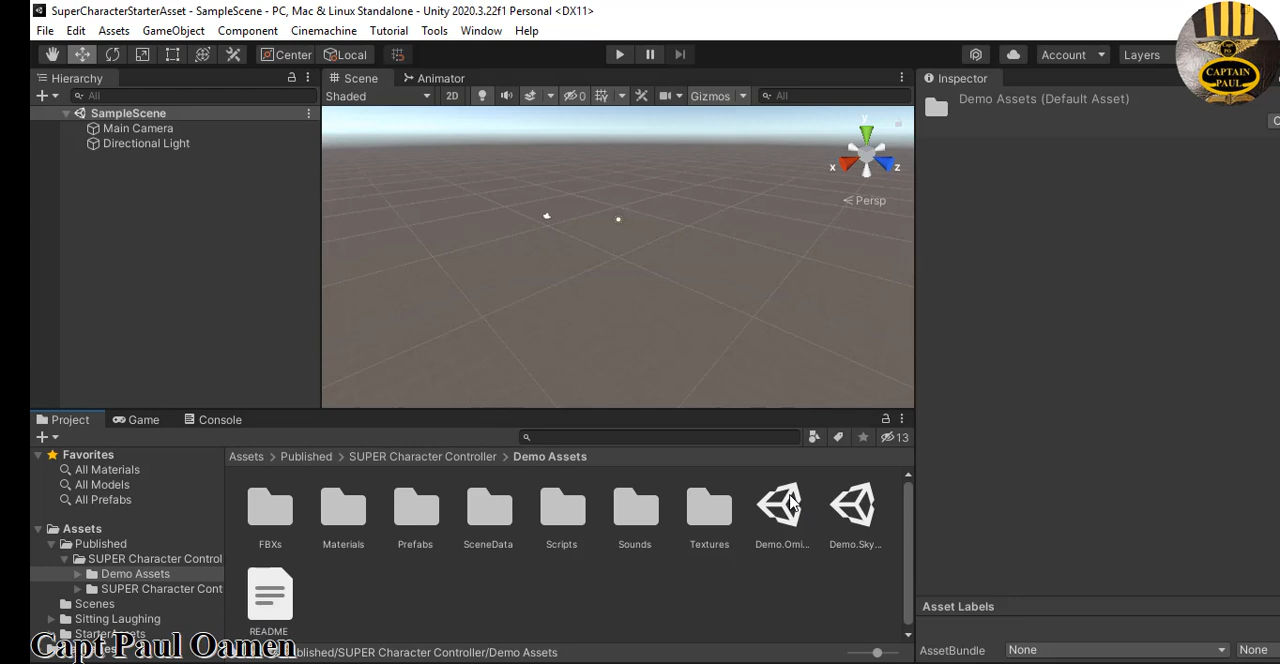 SuperCharacterStarterAsset - SampleScene - PC, Mac & Linux Standalone - Unity 2020.3.22f1 Personal <DX11>
File Edit Assets GameObject Component Cinemachine Tutorial Tools Window Help
Center Local Account Layers
CAPTAIN PAUL
Hierarchy Scene Animator Inspector
All Shaded 2D 0 Gizmos All
Demo Assets (Default Asset)
SampleScene
Main Camera
Directional Light
y
x z
Persp
Project Game Console
13
Favorites
All Materials
All Models
All Prefabs
Assets
Published
SUPER Character Control
Demo Assets
SUPER Character Cont
Scenes
Sitting Laughing
StarterAssets
Assets > Published > SUPER Character Controller > Demo Assets
FBXs Materials Prefabs SceneData Scripts Sounds Textures Demo.Omi... Demo.Sky...
README
Asset Labels
Capt Paul Oamen
ublished/SUPER Character Controller/Demo Assets
AssetBundle None None